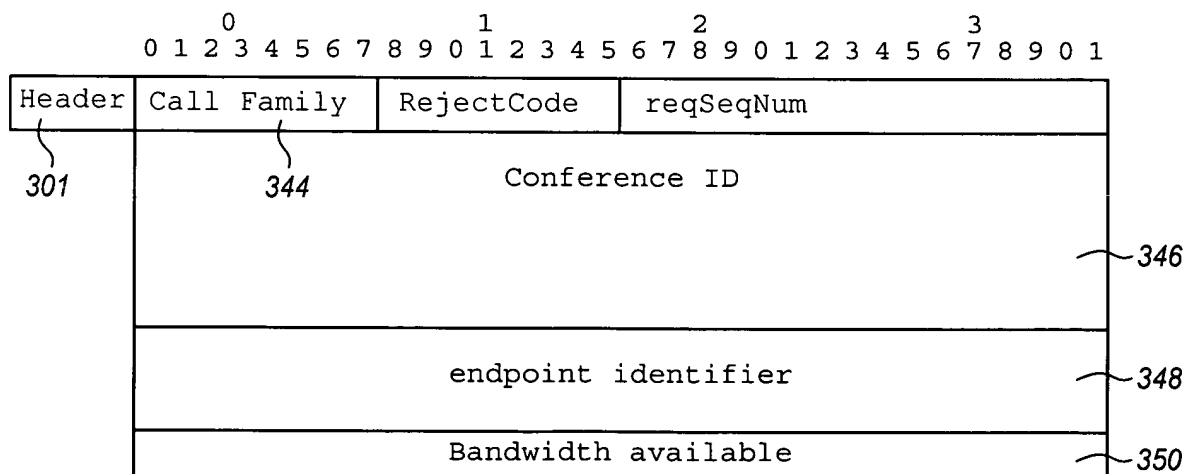 0 1 2 3
0 1 2 3 4 5 6 7 8 9 0 1 2 3 4 5 6 7 8 9 0 1 2 3 4 5 6 7 8 9 0 1
Header Call Family RejectCode reqSeqNum
301 344 Conference ID
346
endpoint identifier 348
Bandwidth available 350